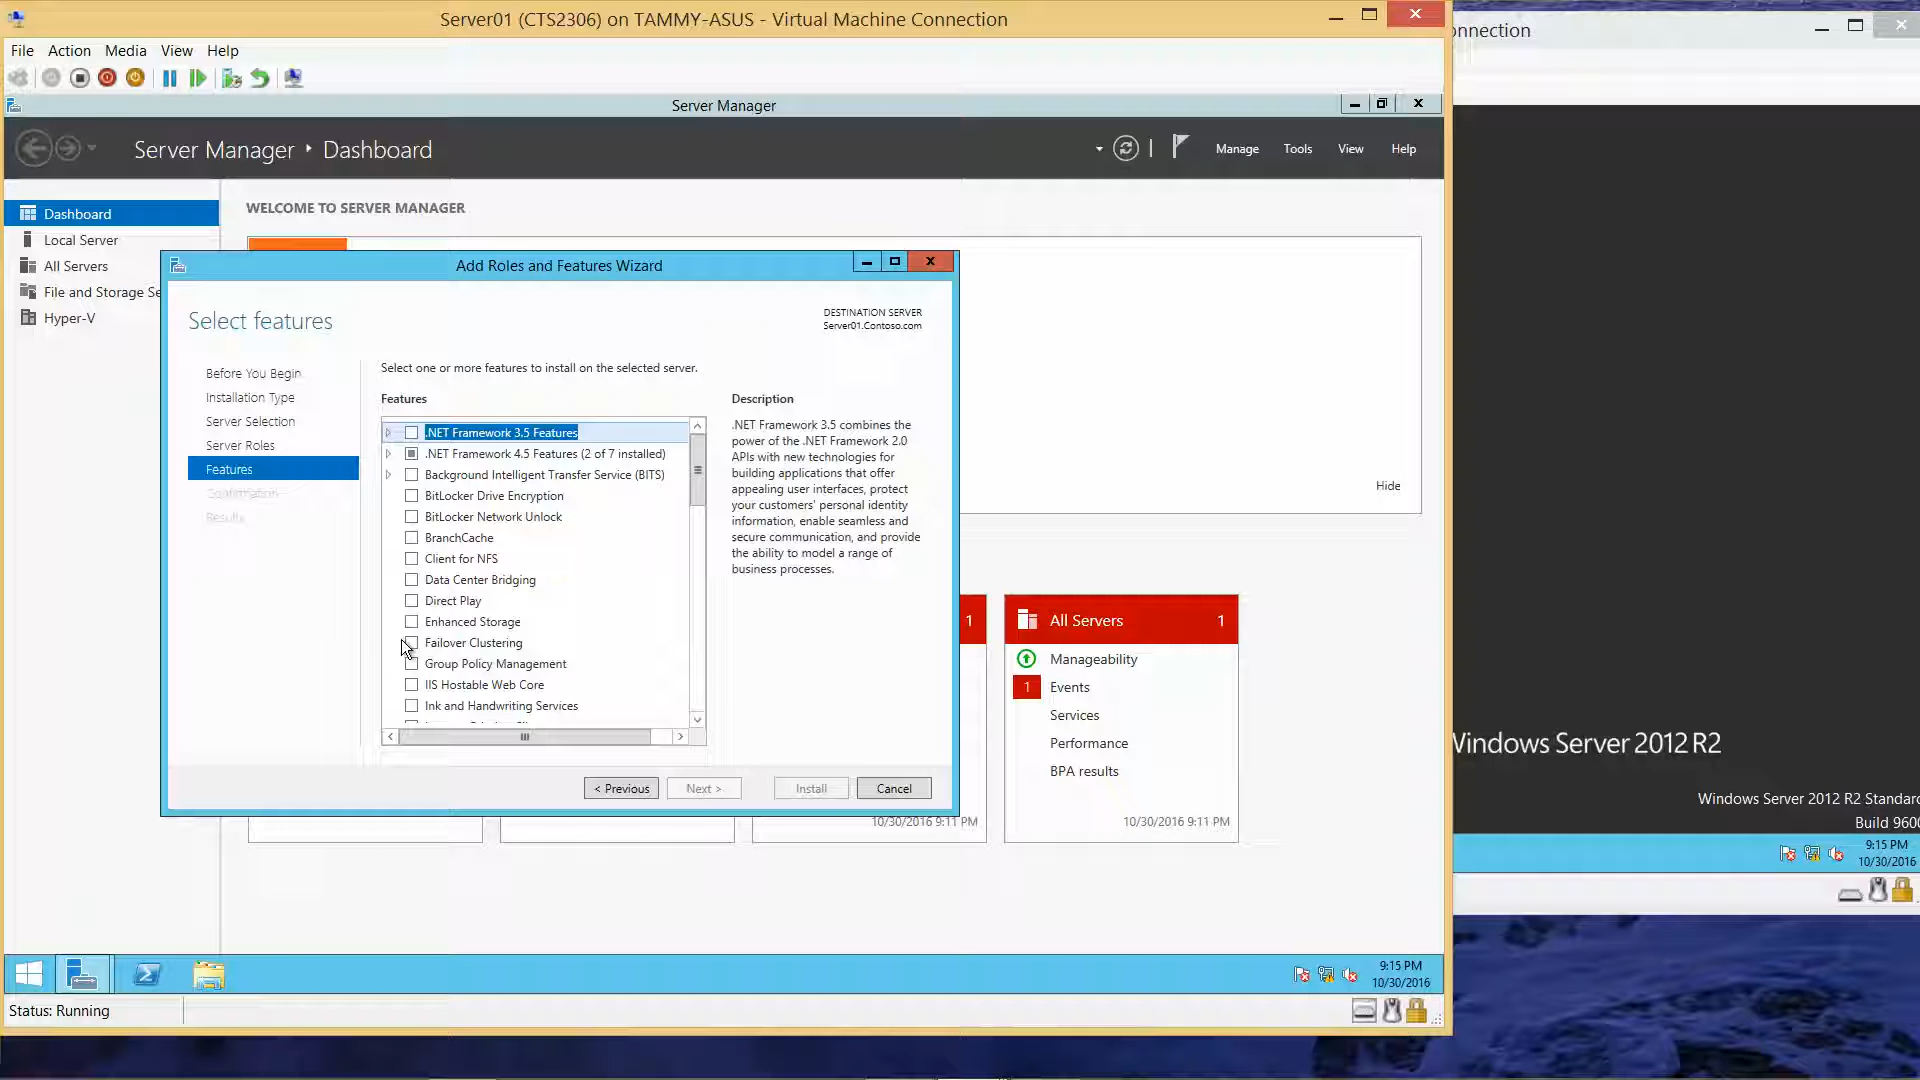 Server01 (CTS2306) on TAMMY-ASUS - Virtual Machine Connection
File Action Media View Help
Server Manager
Server Manager Dashboard
Manage Tools View Help
Dashboard
Local Server
All Servers
File and Storage Se
Hyper-V
WELCOME TO SERVER MANAGER
Hide
Add Roles and Features Wizard
Select features
DESTINATION SERVER
Server01.Contoso.com
Before You Begin
Installation Type
Server Selection
Server Roles
Features
Confirmation
Results
Select one or more features to install on the selected server.
Features
.NET Framework 3.5 Features
.NET Framework 4.5 Features (2 of 7 installed)
Background Intelligent Transfer Service (BITS)
BitLocker Drive Encryption
BitLocker Network Unlock
BranchCache
Client for NFS
Data Center Bridging
Direct Play
Enhanced Storage
Failover Clustering
Group Policy Management
IIS Hostable Web Core
Ink and Handwriting Services
Description
.NET Framework 3.5 combines the
power of the .NET Framework 2.0
APIs with new technologies for
building applications that offer
appealing user interfaces, protect
your customers' personal identity
information, enable seamless and
secure communication, and provide
the ability to model a range of
business processes.
< Previous
Next >
Install
Cancel
1
10/30/2016 9:11 PM
All Servers 1
Manageability
1 Events
Services
Performance
BPA results
10/30/2016 9:11 PM
9:15 PM
10/30/2016
Status: Running
onnection
Windows Server 2012 R2
Windows Server 2012 R2 Standard
Build 9600
9:15 PM
10/30/2016